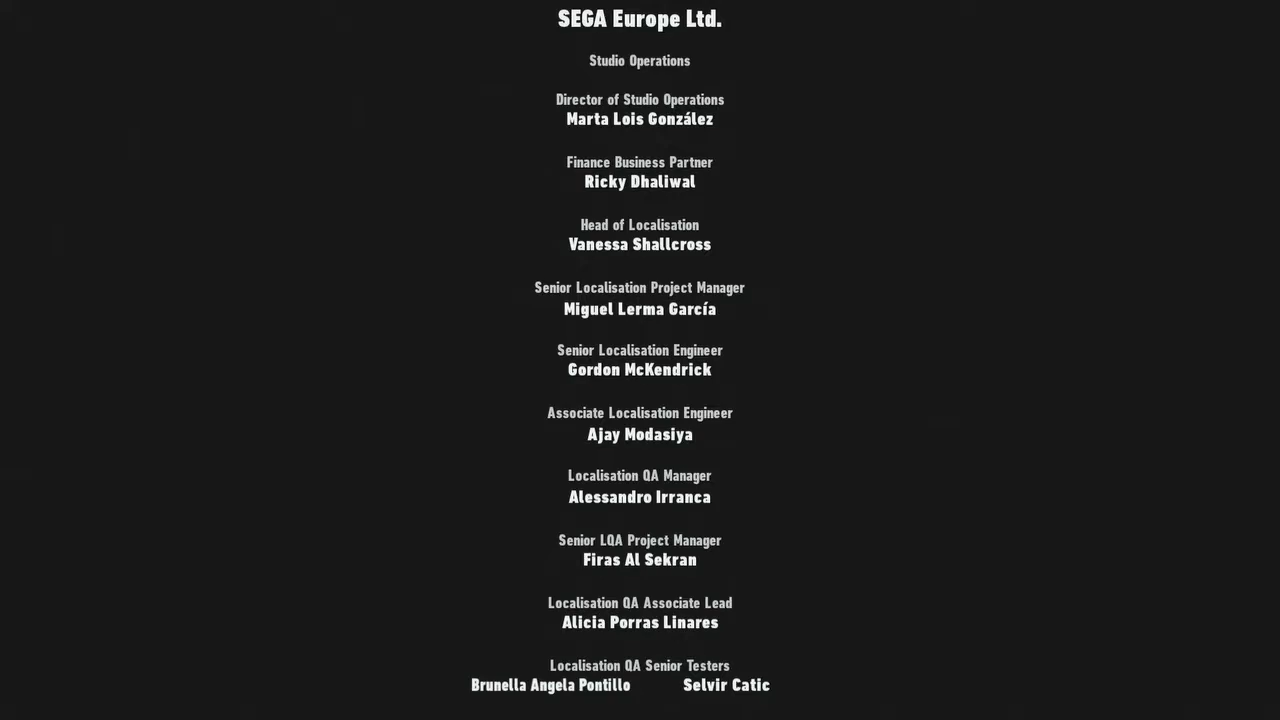 SEGA Europe Ltd.
Studio Operations
Director of Studio Operations
Marta Lois González
Finance Business Partner
Ricky Dhaliwal
Head of Localisation
Vanessa Shallcross
Senior Localisation Project Manager
Miguel Lerma García
Senior Localisation Engineer
Gordon McKendrick
Associate Localisation Engineer
Ajay Modasiya
Localisation QA Manager
Alessandro Irranca
Senior LQA Project Manager
Firas Al Sekran
Localisation QA Associate Lead
Alicia Porras Linares
Localisation QA Senior Testers
Brunella Angela Pontillo Selvir Catic